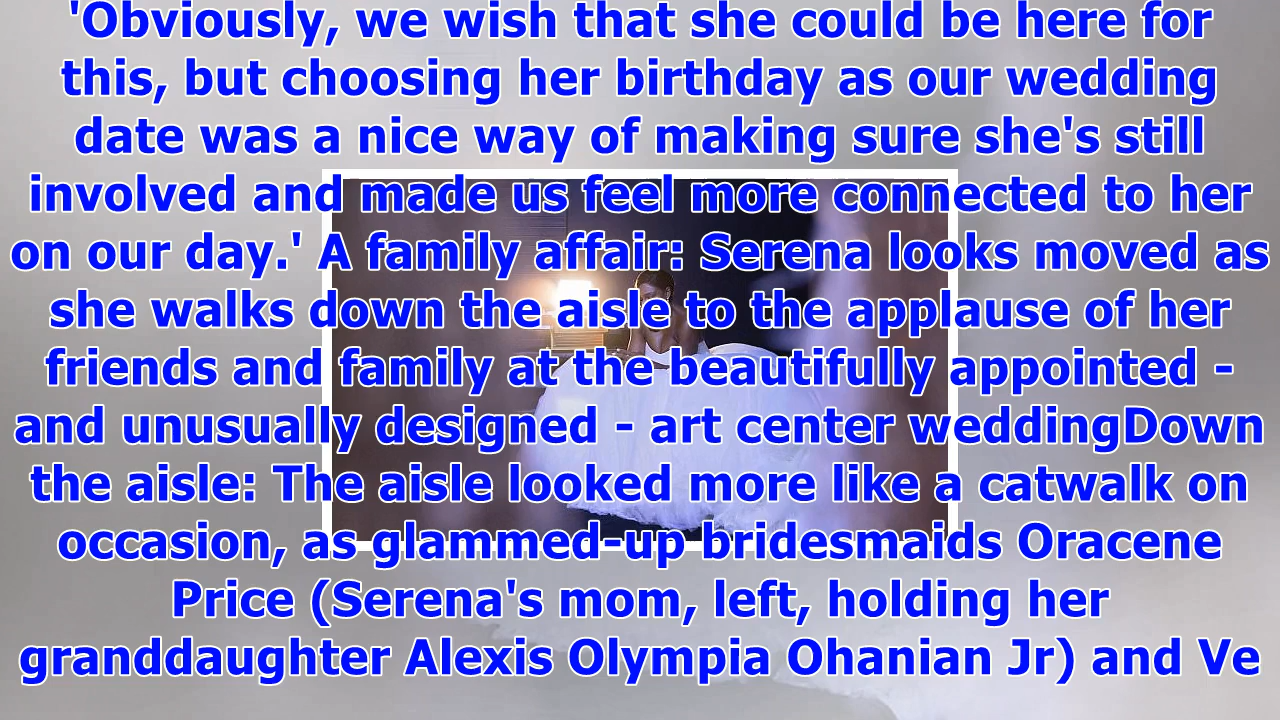 'Obviously, we wish that she could be here for
this, but choosing her birthday as our wedding
date was a nice way of making sure she's still
involved and made us feel more connected to her
on our day.' A family affair: Serena looks moved as
she walks down the aisle to the applause of her
friends and family at the beautifully appointed -
and unusually designed - art center weddingDown
the aisle: The aisle looked more like a catwalk on
occasion, as glammed-up bridesmaids Oracene
Price (Serena's mom, left, holding her
granddaughter Alexis Olympia Ohanian Jr) and Ve